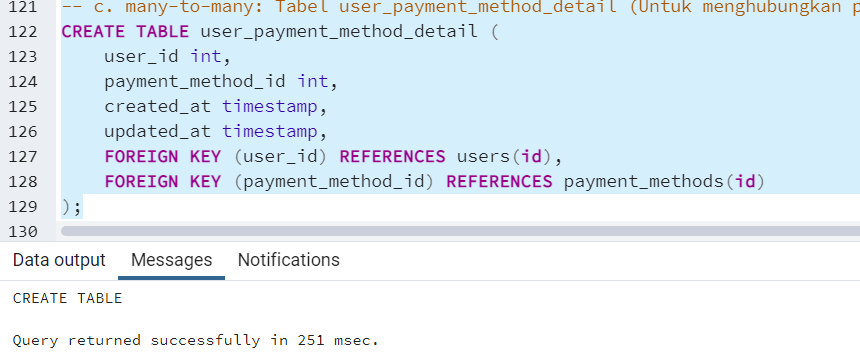 121 -- c. many-to-many: Tabel user_payment_method_detail (Untuk menghubungkan
122 CREATE TABLE user_payment_method_detail (
123 user_id int,
124 payment_method_id int,
125 created_at timestamp,
126 updated_at timestamp,
127 FOREIGN KEY (user_id) REFERENCES users(id),
128 FOREIGN KEY (payment_method_id) REFERENCES payment_methods(id)
129 );
130
Data output Messages Notifications
CREATE TABLE
Query returned successfully in 251 msec.